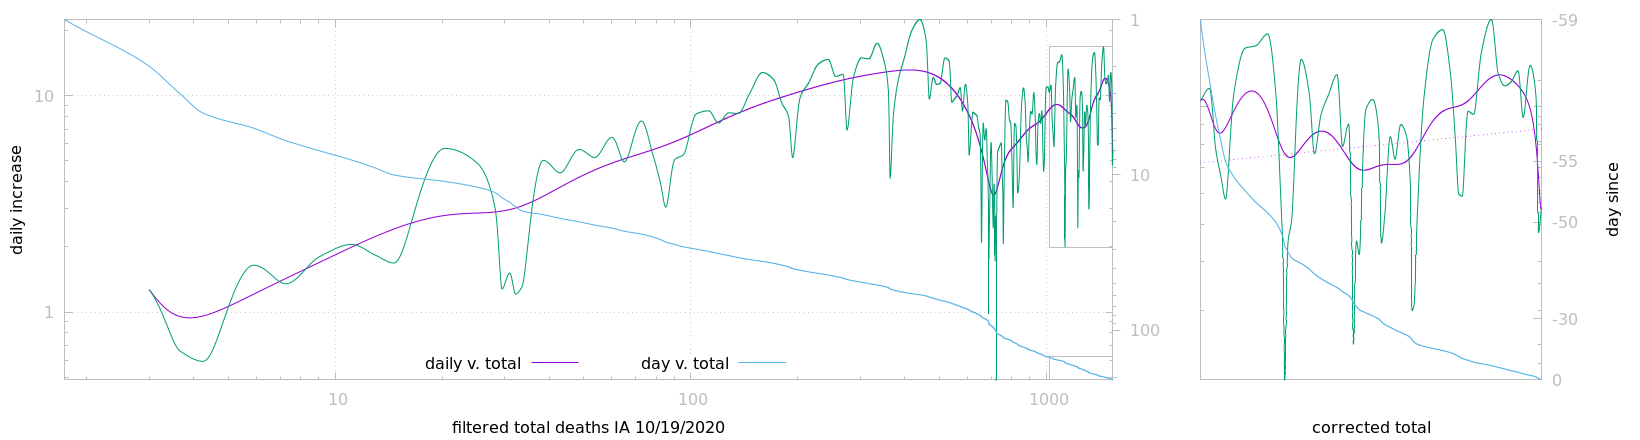 daily increase
10
1
10
100
1000
1
10
100
daily v. total
day v. total
filtered total deaths IA 10/19/2020
-59
-55
-50
-30
0
day since
corrected total